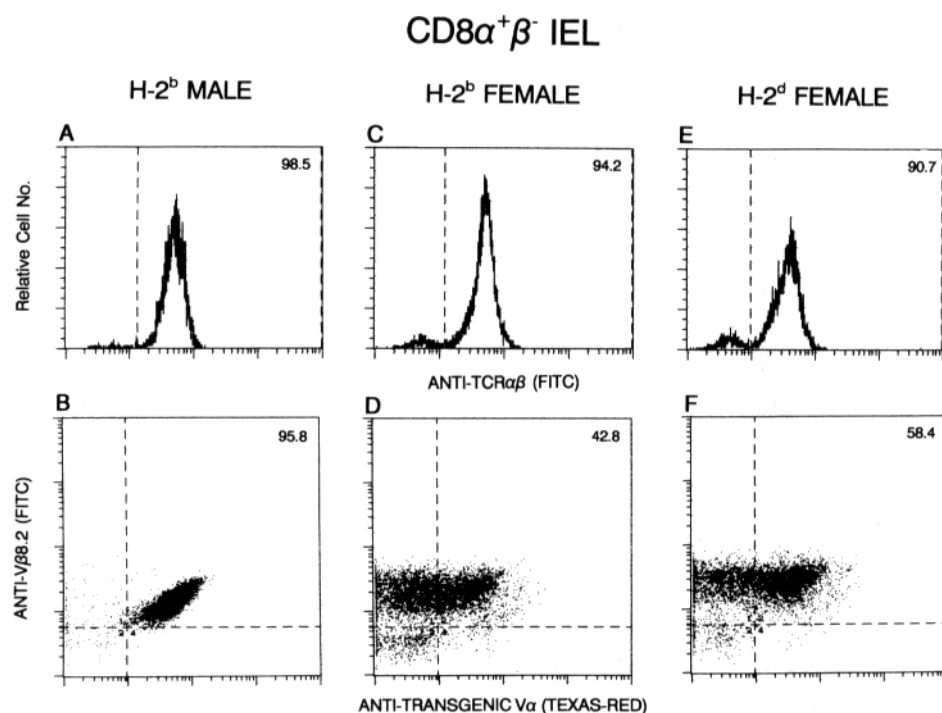 CD8α⁺β⁻ IEL
H-2ᵇ MALE
H-2ᵇ FEMALE
H-2ᵈ FEMALE
A
98.5
C
94.2
E
90.7
Relative Cell No.
ANTI-TCRαβ (FITC)
B
95.8
D
42.8
F
58.4
ANTI-Vβ8.2 (FITC)
ANTI-TRANSGENIC Vα (TEXAS-RED)